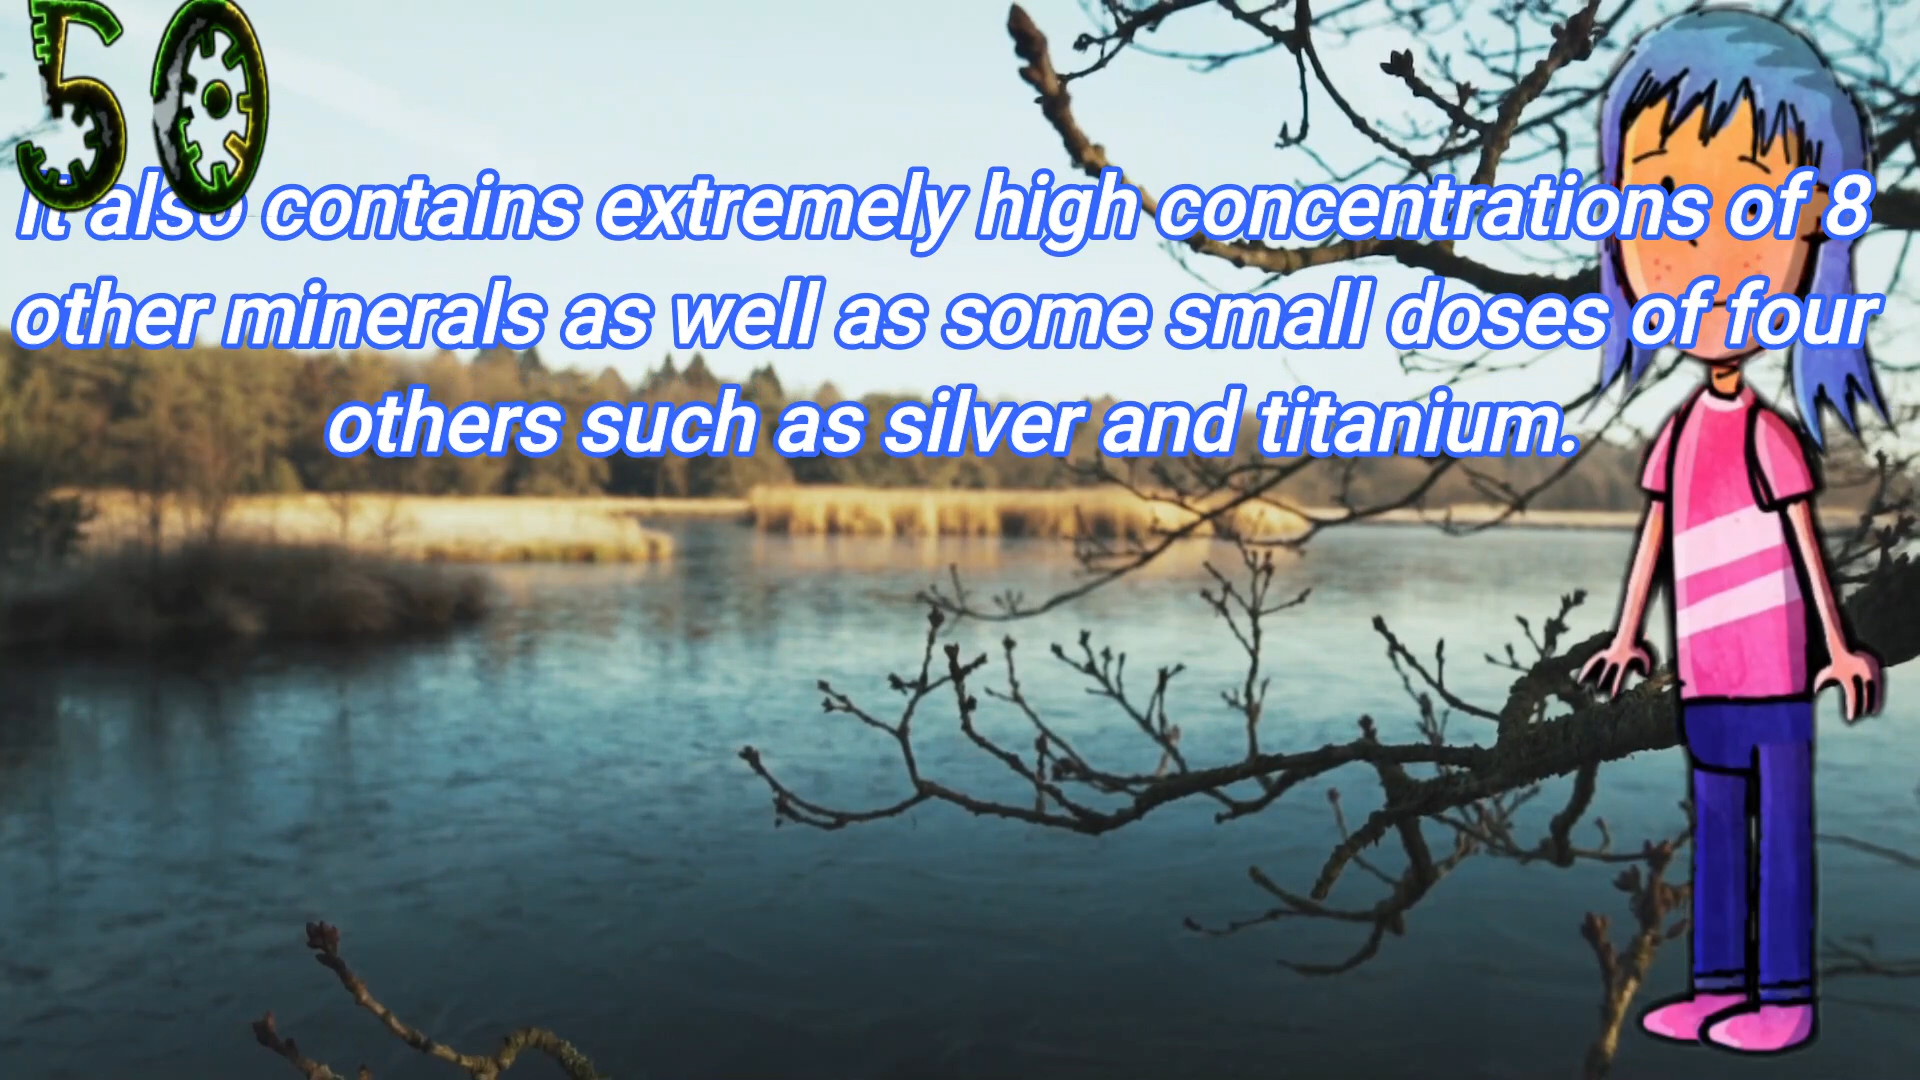 50
It also contains extremely high concentrations of 8
other minerals as well as some small doses of four
others such as silver and titanium.